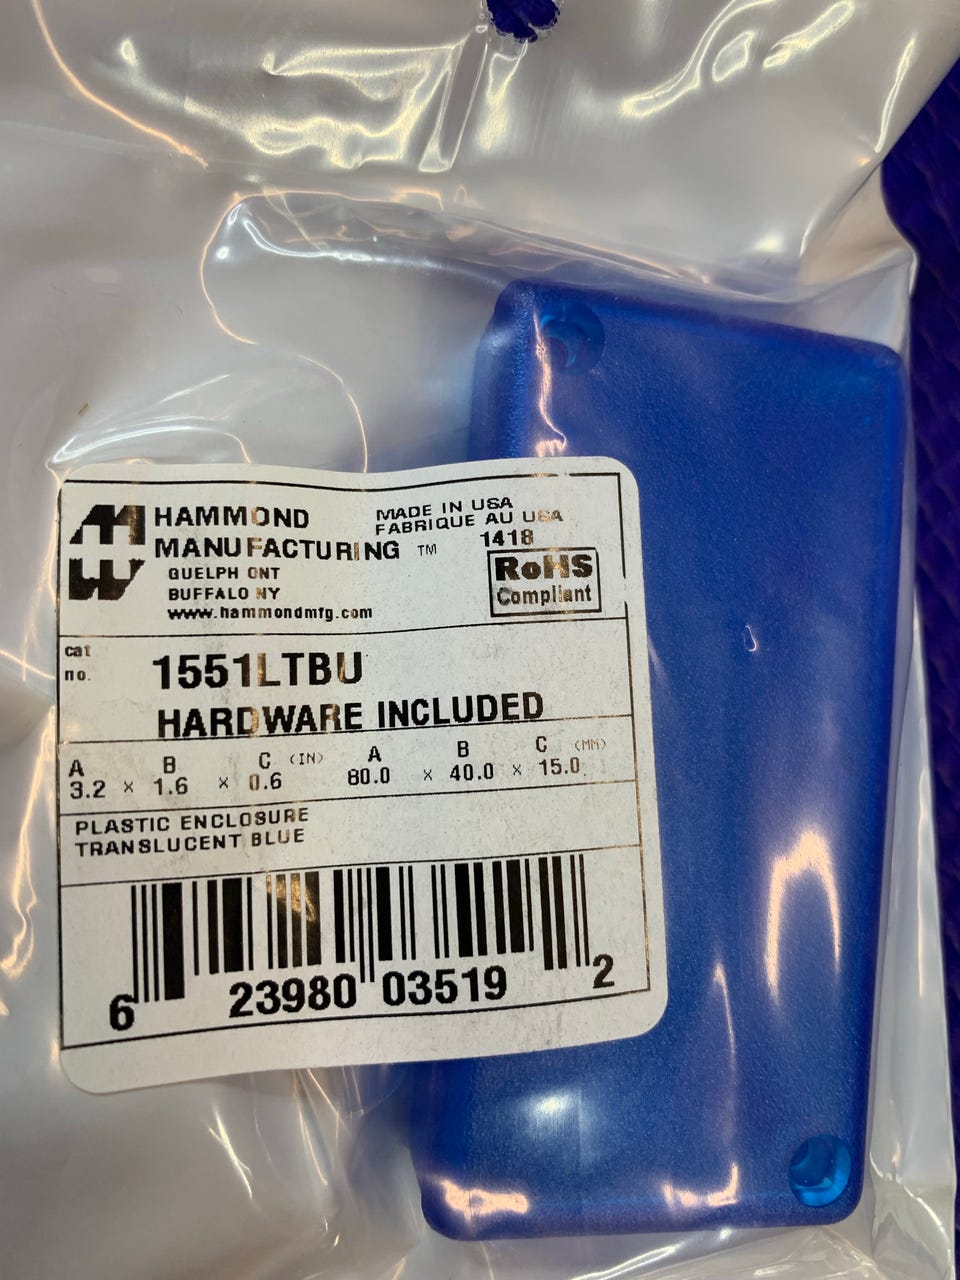 HAMMOND
MANUFACTURING ™
GUELPH ONT
BUFFALO NY
www.hammondmfg.com
MADE IN USA
FABRIQUE AU USA
1418
RoHS
Compliant
cat no. 1551LTBU
HARDWARE INCLUDED
A B C (IN) A B C (MM)
3.2 × 1.6 × 0.6 80.0 × 40.0 × 15.0
PLASTIC ENCLOSURE
TRANSLUCENT BLUE
6 23980 03519 2